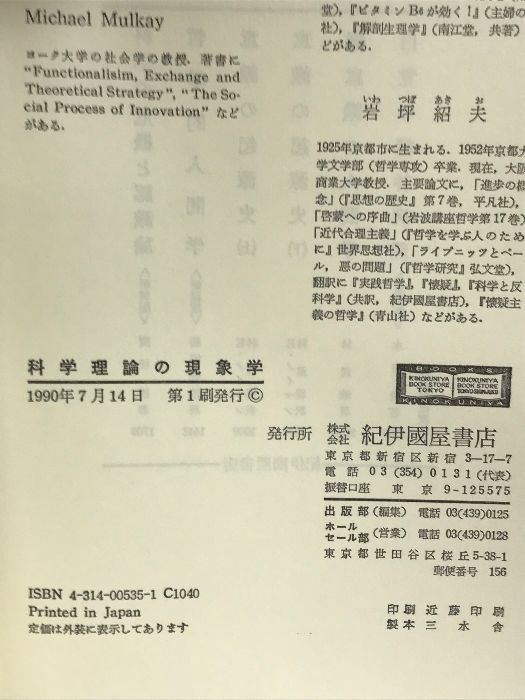 Michael Mulkay
ヨーク大学の社会学の教授. 著書に
“Functionalisim, Exchange and
Theoretical Strategy”, “The So-
cial Process of Innovation” など
がある.
堂),『ビタミン B6 が効く!』(主婦の
社),『解剖生理学』(南江堂, 共著)
どがある.
いわ つぼ あき お
岩坪紹夫
1925年京都市に生まれる. 1952年京都大
学文学部(哲学専攻)卒業. 現在, 大阪
商業大学教授. 主要論文に,「進歩の概
念」(『思想の歴史』第7巻, 平凡社),
「啓蒙への序曲」(岩波講座哲学第17巻)
「近代合理主義」(『哲学を学ぶ人のため
に』世界思想社),「ライプニッツとベー
ル, 悪の問題」(『哲学研究』弘文堂),
翻訳に『実践哲学』,『懐疑』,『科学と反
科学』(共訳, 紀伊國屋書店),『懐疑主
義の哲学』(青山社)などがある.
科学理論の現象学
1990年7月14日 第1刷発行©
BOOKS
KINOKUNIYA BOOK STORE TOKYO
KINOKUNIYA BOOK STORE
KINOKUNIYA
発行所 株式会社 紀伊國屋書店
東京都新宿区新宿 3-17-7
電話 03(354)0131(代表)
振替口座 東京 9-125575
出版部(編集) 電話 03(439)0125
ホールセール部(営業) 電話 03(439)0128
東京都世田谷区桜丘5-38-1
郵便番号 156
ISBN 4-314-00535-1 C1040
Printed in Japan
定価は外装に表示してあります
印刷 近藤印刷
製本 三水舎